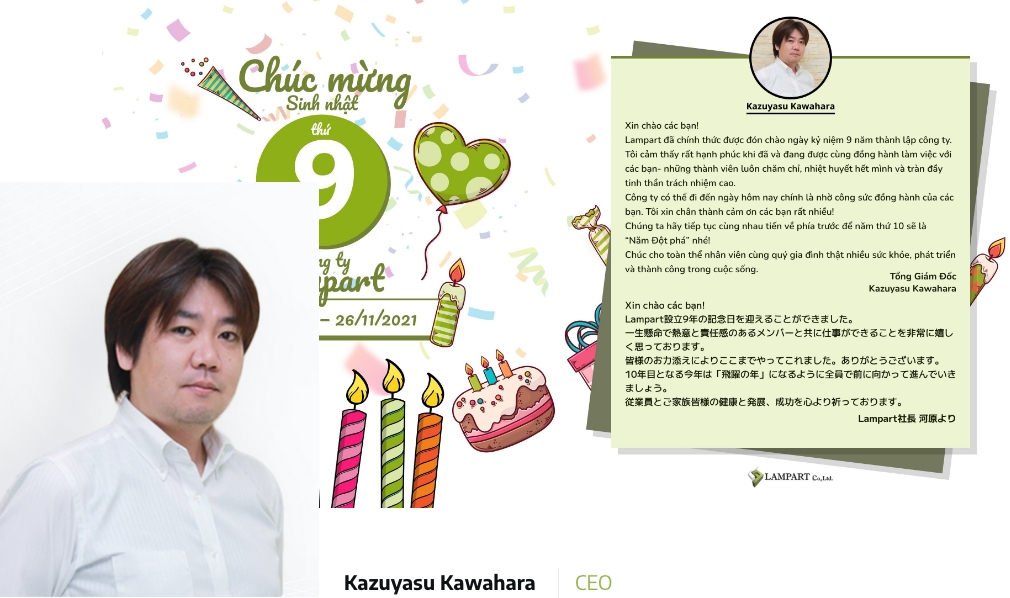 Chúc mừng
Sinh nhật
thứ
9
ng ty
part
– 26/11/2021
Kazuyasu Kawahara
Xin chào các bạn!
Lampart đã chính thức được đón chào ngày kỷ niệm 9 năm thành lập công ty.
Tôi cảm thấy rất hạnh phúc khi đã và đang được cùng đồng hành làm việc với
các bạn- những thành viên luôn chăm chỉ, nhiệt huyết hết mình và tràn đầy
tinh thần trách nhiệm cao.
Công ty có thể đi đến ngày hôm nay chính là nhờ công sức đồng hành của các
bạn. Tôi xin chân thành cảm ơn các bạn rất nhiều!
Chúng ta hãy tiếp tục cùng nhau tiến về phía trước để năm thứ 10 sẽ là
“Năm Đột phá” nhé!
Chúc cho toàn thể nhân viên cùng quý gia đình thật nhiều sức khỏe, phát triển
và thành công trong cuộc sống.
Tổng Giám Đốc
Kazuyasu Kawahara
Xin chào các bạn!
Lampart設立9年の記念日を迎えることができました。
一生懸命で熱意と責任感のあるメンバーと共に仕事ができることを非常に嬉し
く思っております。
皆様のお力添えによりここまでやってこれました。ありがとうございます。
10年目となる今年は「飛躍の年」になるように全員で前に向かって進んでいき
ましょう。
従業員とご家族皆様の健康と発展、成功を心より祈っております。
Lampart社長 河原より
LAMPART Co,Ltd.
Kazuyasu Kawahara
CEO